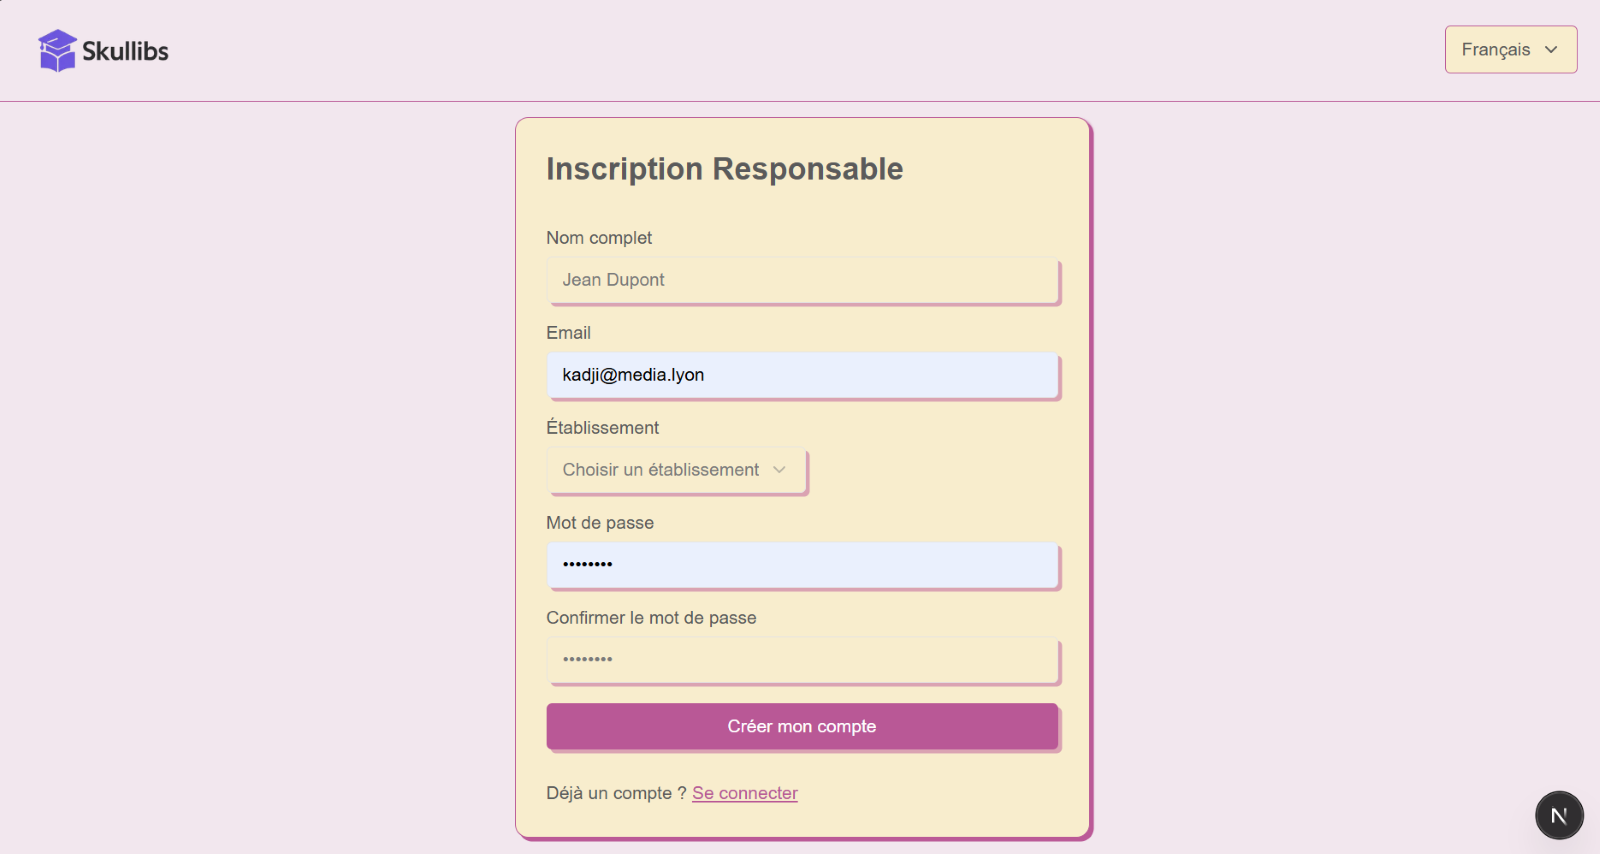 Skullibs
Français
Inscription Responsable
Nom complet
Jean Dupont
Email
kadji@media.lyon
Établissement
Choisir un établissement
Mot de passe
••••••••
Confirmer le mot de passe
••••••••
Créer mon compte
Déjà un compte ? Se connecter
N